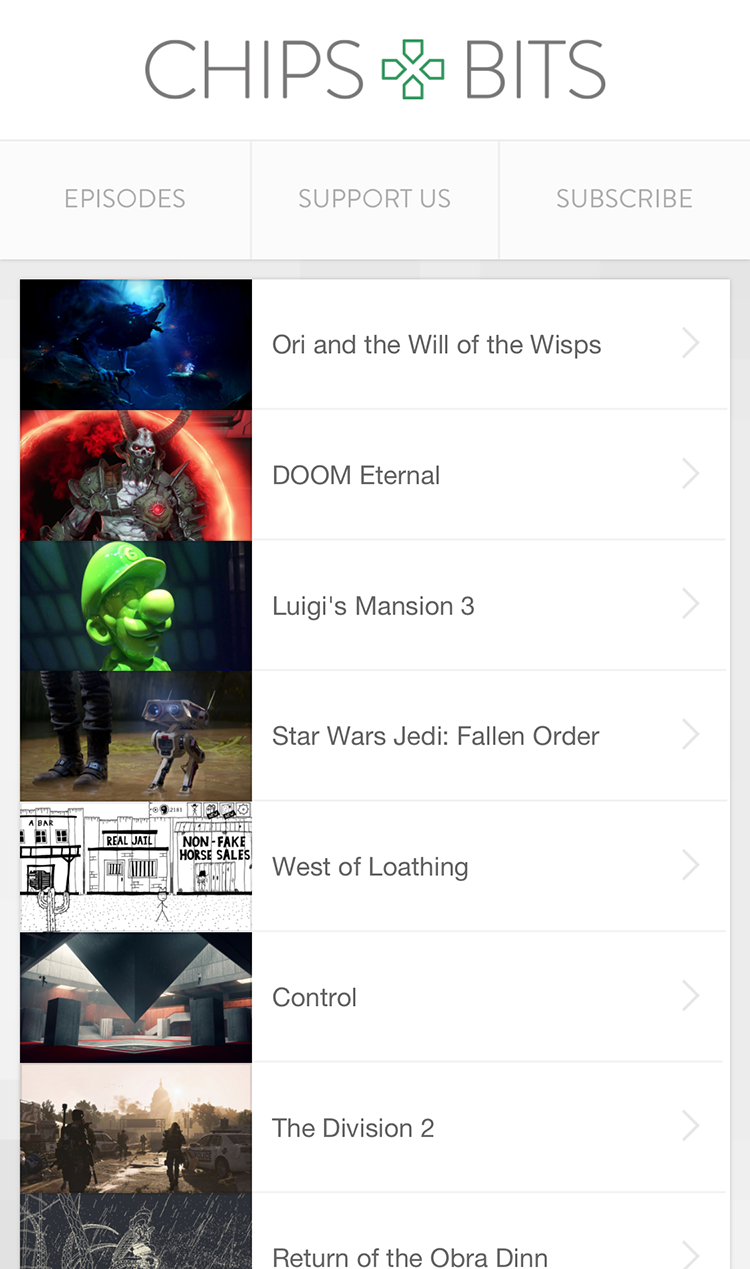 CHIPS BITS
EPISODES
SUPPORT US
SUBSCRIBE
Ori and the Will of the Wisps
DOOM Eternal
Luigi's Mansion 3
Star Wars Jedi: Fallen Order
A BAR
2181
REAL JAIL
NON-FAKE
HORSE SALES
West of Loathing
Control
The Division 2
Return of the Obra Dinn